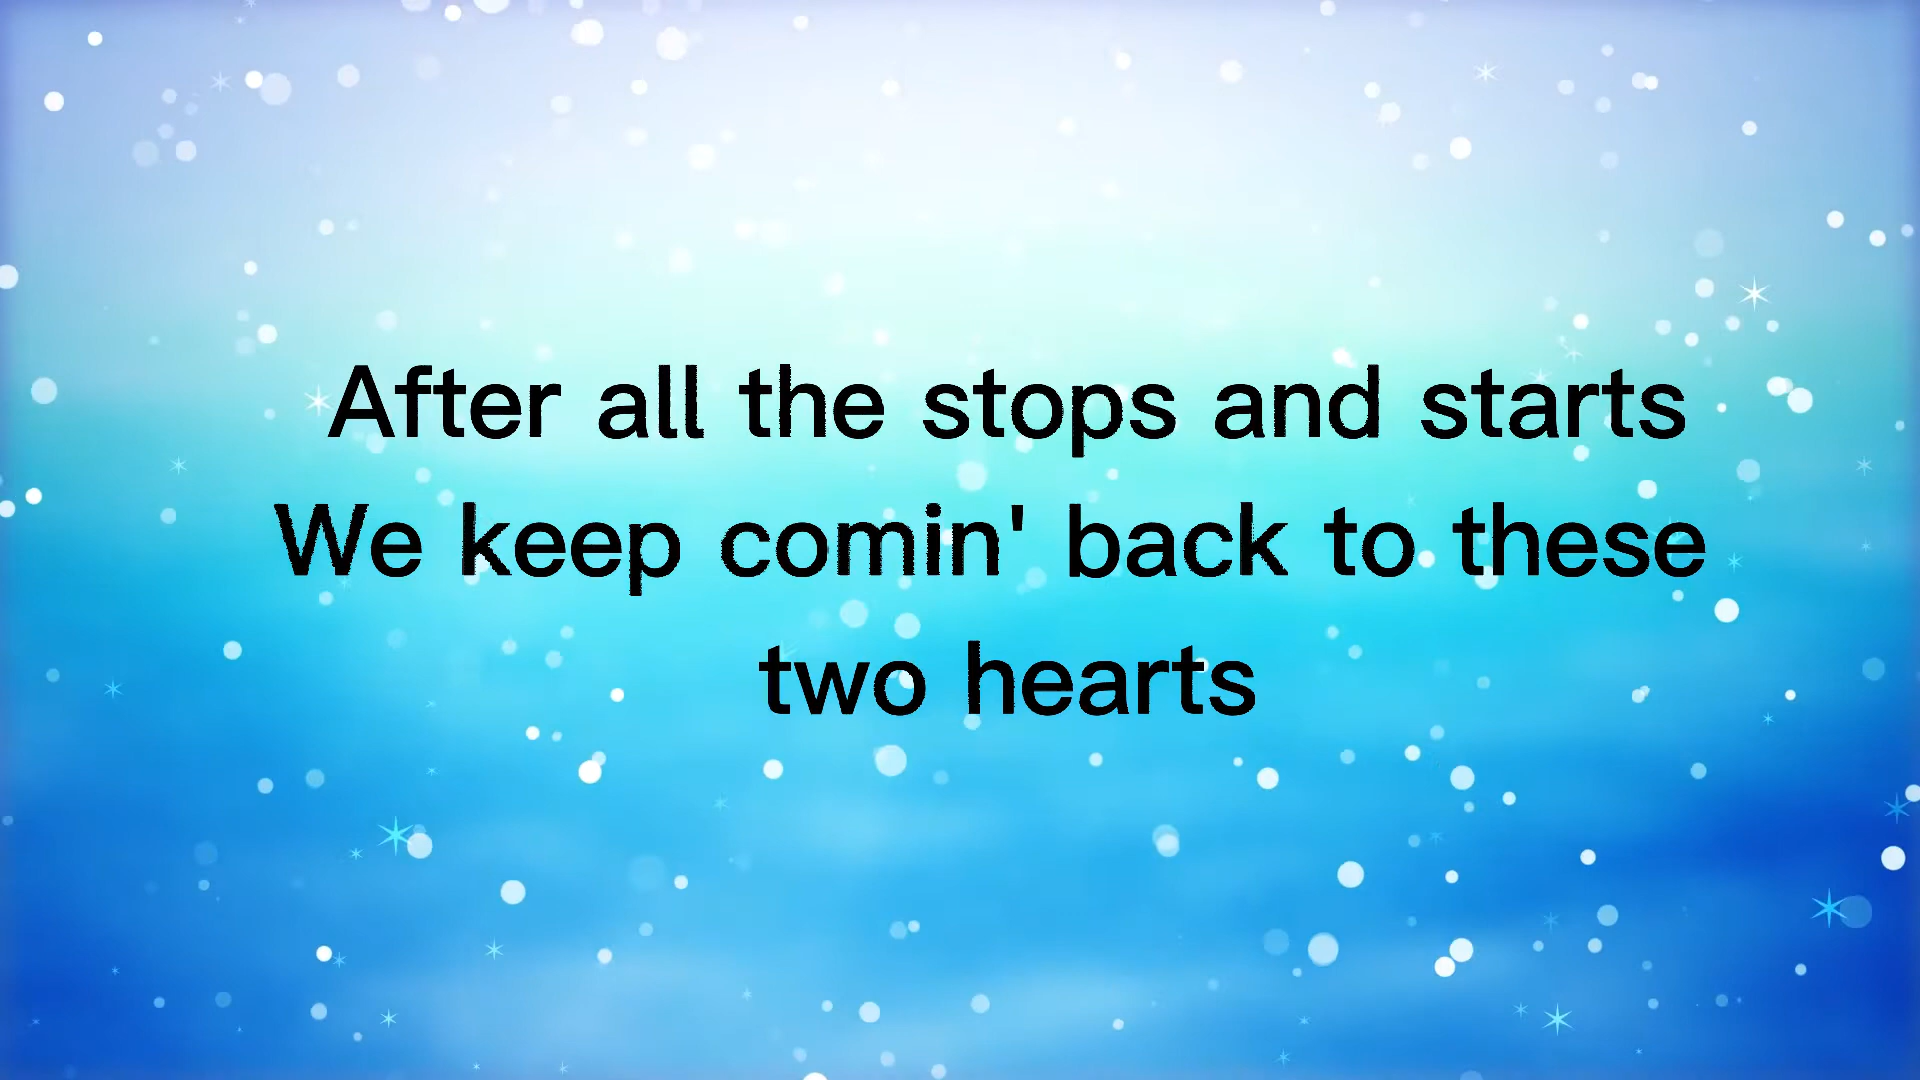 After all the stops and starts
We keep comin' back to these
two hearts